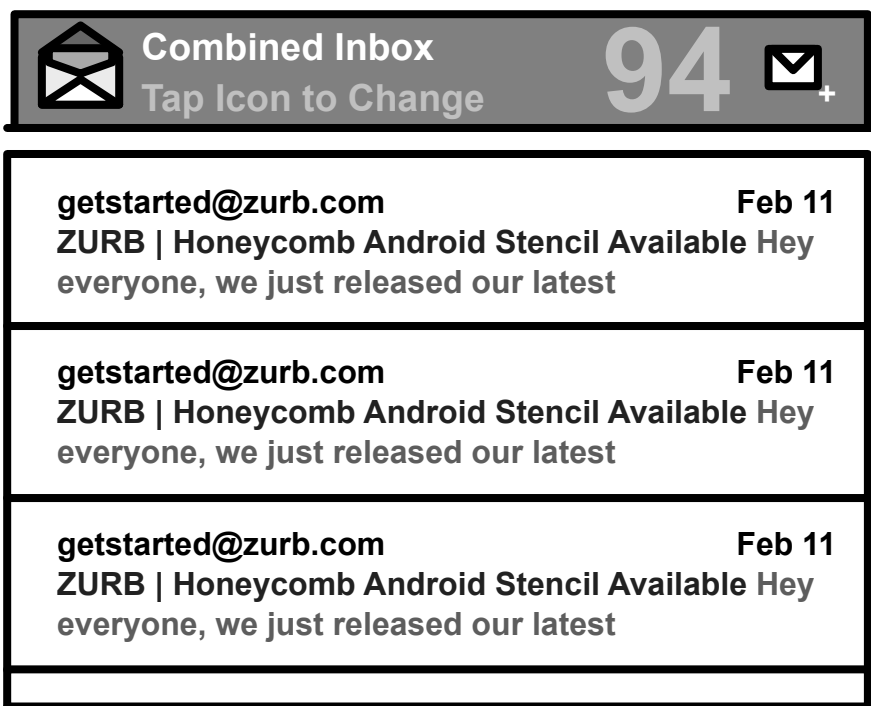 Combined Inbox
Tap Icon to Change
94
+
getstarted@zurb.com Feb 11
ZURB | Honeycomb Android Stencil Available Hey
everyone, we just released our latest
getstarted@zurb.com Feb 11
ZURB | Honeycomb Android Stencil Available Hey
everyone, we just released our latest
getstarted@zurb.com Feb 11
ZURB | Honeycomb Android Stencil Available Hey
everyone, we just released our latest